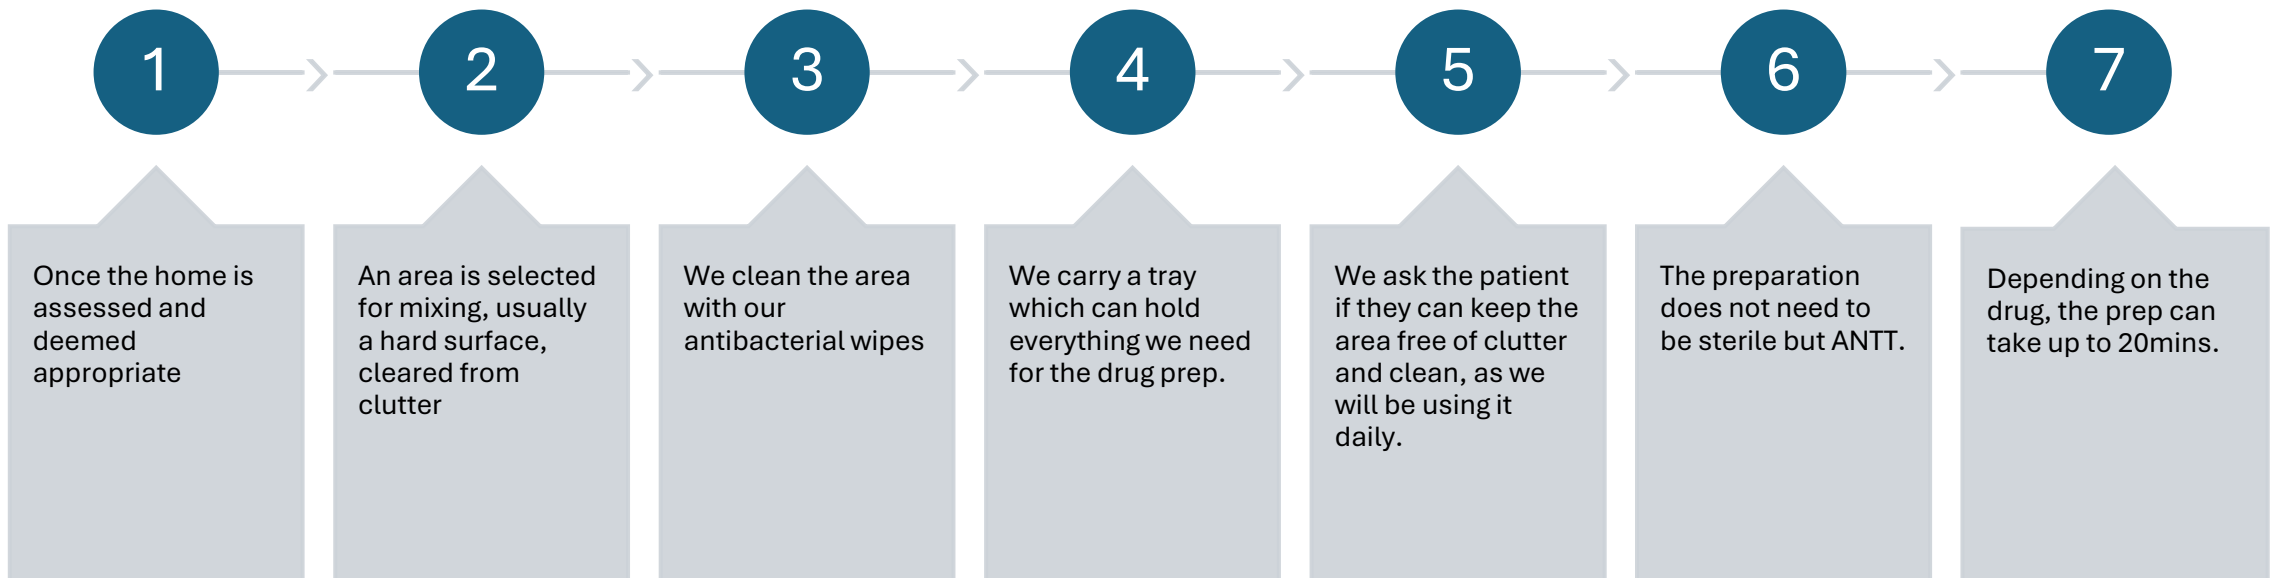 1
2
3
4
5
6
7
Once the home is
assessed and
deemed
appropriate
An area is selected
for mixing, usually
a hard surface,
cleared from
clutter
We clean the area
with our
antibacterial wipes
We carry a tray
which can hold
everything we need
for the drug prep.
We ask the patient
if they can keep the
area free of clutter
and clean, as we
will be using it
daily.
The preparation
does not need to
be sterile but ANTT.
Depending on the
drug, the prep can
take up to 20mins.